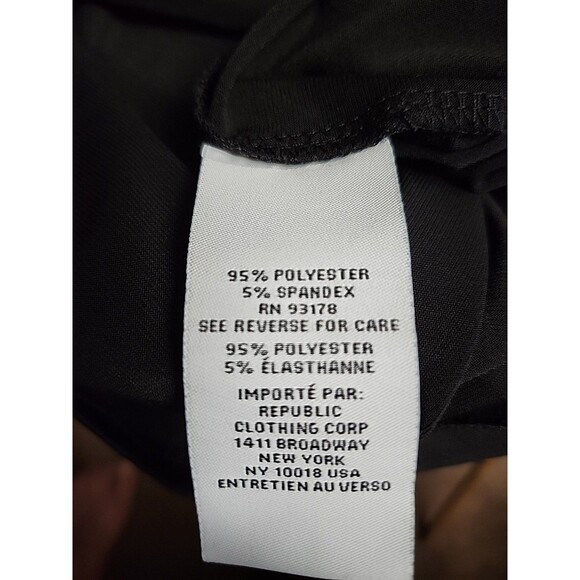 95% POLYESTER
5% SPANDEX
RN 93178
SEE REVERSE FOR CARE
95% POLYESTER
5% ÉLASTHANNE
IMPORTÉ PAR:
REPUBLIC
CLOTHING CORP
1411 BROADWAY
NEW YORK
NY 10018 USA
ENTRETIEN AU VERSO